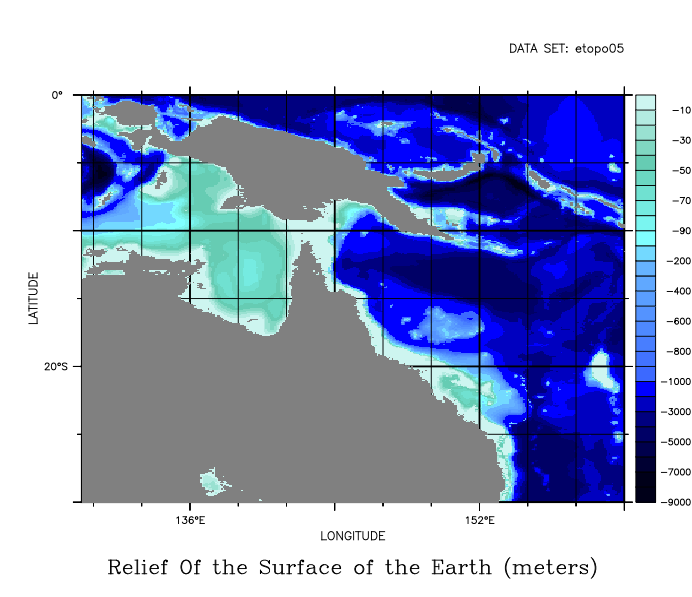 DATA SET: etopo05
0°
20°S
LATITUDE
136°E
152°E
LONGITUDE
−10
−30
−50
−70
−90
−200
−400
−600
−800
−1000
−3000
−5000
−7000
−9000
Relief Of the Surface of the Earth (meters)